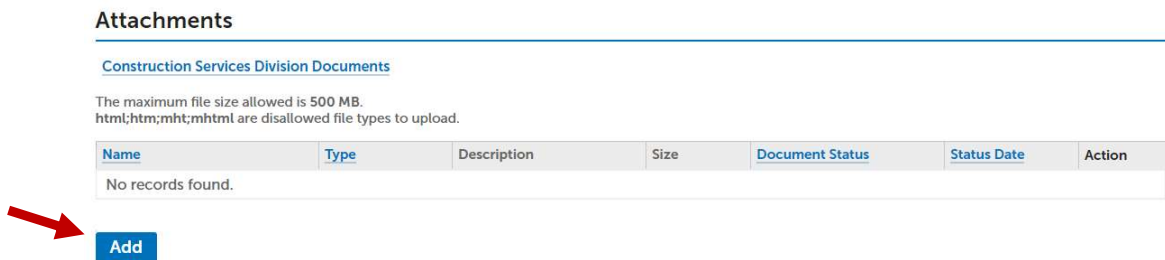 Attachments
Construction Services Division Documents
The maximum file size allowed is 500 MB.
html;htm;mht;mhtml are disallowed file types to upload.
Name Type Description Size Document Status Status Date Action
No records found.
Add